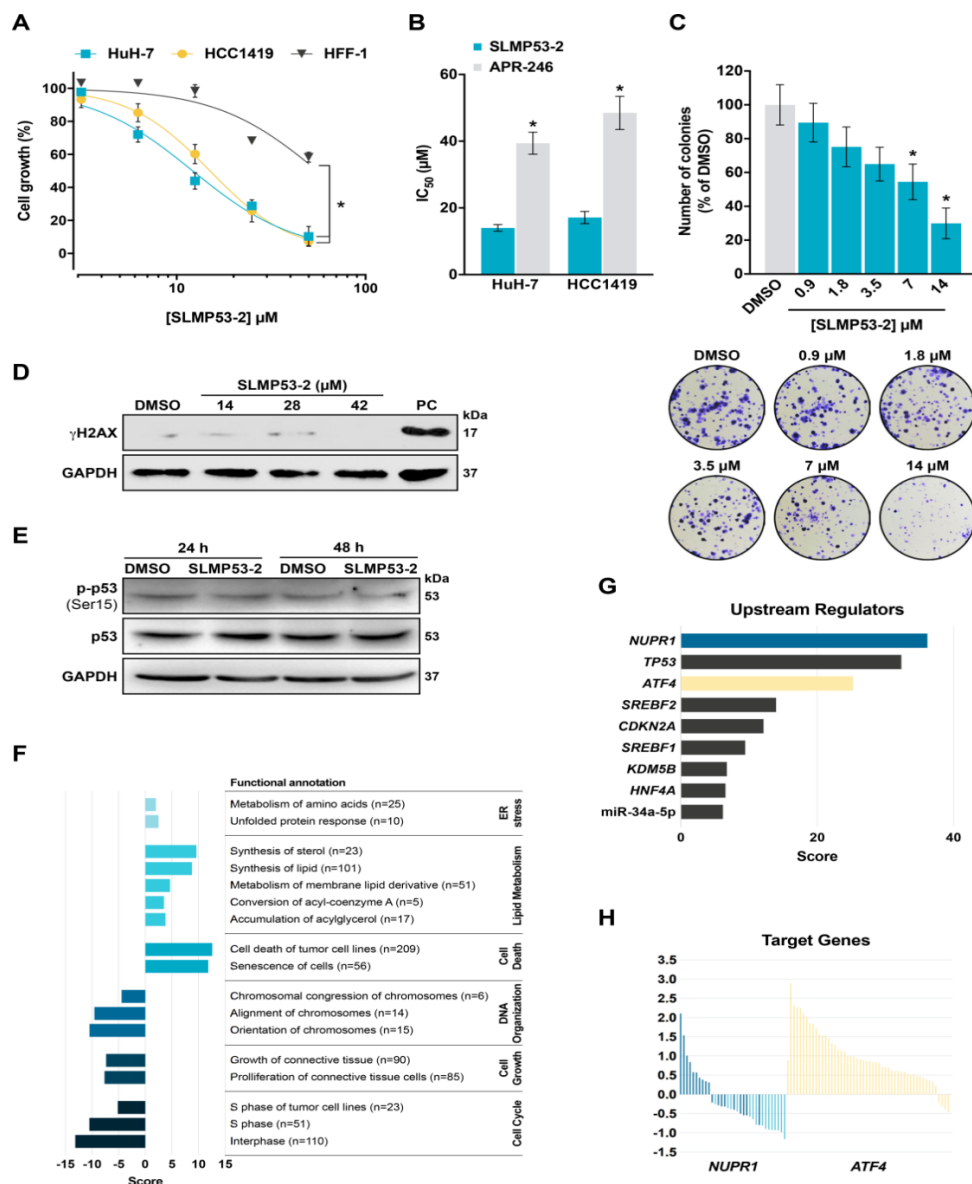 A
HuH-7 HCC1419 HFF-1
Cell growth (%)
100
80
60
40
20
0
10 100
[SLMP53-2] µM
B
SLMP53-2
APR-246
IC50 (µM)
60
40
20
0
* *
HuH-7 HCC1419
C
Number of colonies
(% of DMSO)
120
100
80
60
40
20
0
* *
DMSO 0.9 1.8 3.5 7 14
[SLMP53-2] µM
DMSO 0.9 µM 1.8 µM
3.5 µM 7 µM 14 µM
D
SLMP53-2 (µM)
DMSO 14 28 42 PC kDa
γH2AX 17
GAPDH 37
E
24 h 48 h
DMSO SLMP53-2 DMSO SLMP53-2 kDa
p-p53
(Ser15) 53
p53 53
GAPDH 37
F
Functional annotation
Metabolism of amino acids (n=25)
Unfolded protein response (n=10)
ER
stress
Synthesis of sterol (n=23)
Synthesis of lipid (n=101)
Metabolism of membrane lipid derivative (n=51)
Conversion of acyl-coenzyme A (n=5)
Accumulation of acylglycerol (n=17)
Lipid Metabolism
Cell death of tumor cell lines (n=209)
Senescence of cells (n=56)
Cell
Death
Chromosomal congression of chromosomes (n=6)
Alignment of chromosomes (n=14)
Orientation of chromosomes (n=15)
DNA
Organization
Growth of connective tissue (n=90)
Prolliferation of connective tissue cells (n=85)
Cell
Growth
S phase of tumor cell lines (n=23)
S phase (n=51)
Interphase (n=110)
Cell Cycle
-15 -10 -5 0 5 10 15
Score
G
Upstream Regulators
NUPR1
TP53
ATF4
SREBF2
CDKN2A
SREBF1
KDM5B
HNF4A
miR-34a-5p
0 20
Score
H
Target Genes
3.5
3.0
2.5
2.0
1.5
1.0
0.5
0.0
-0.5
-1.0
-1.5
NUPR1 ATF4